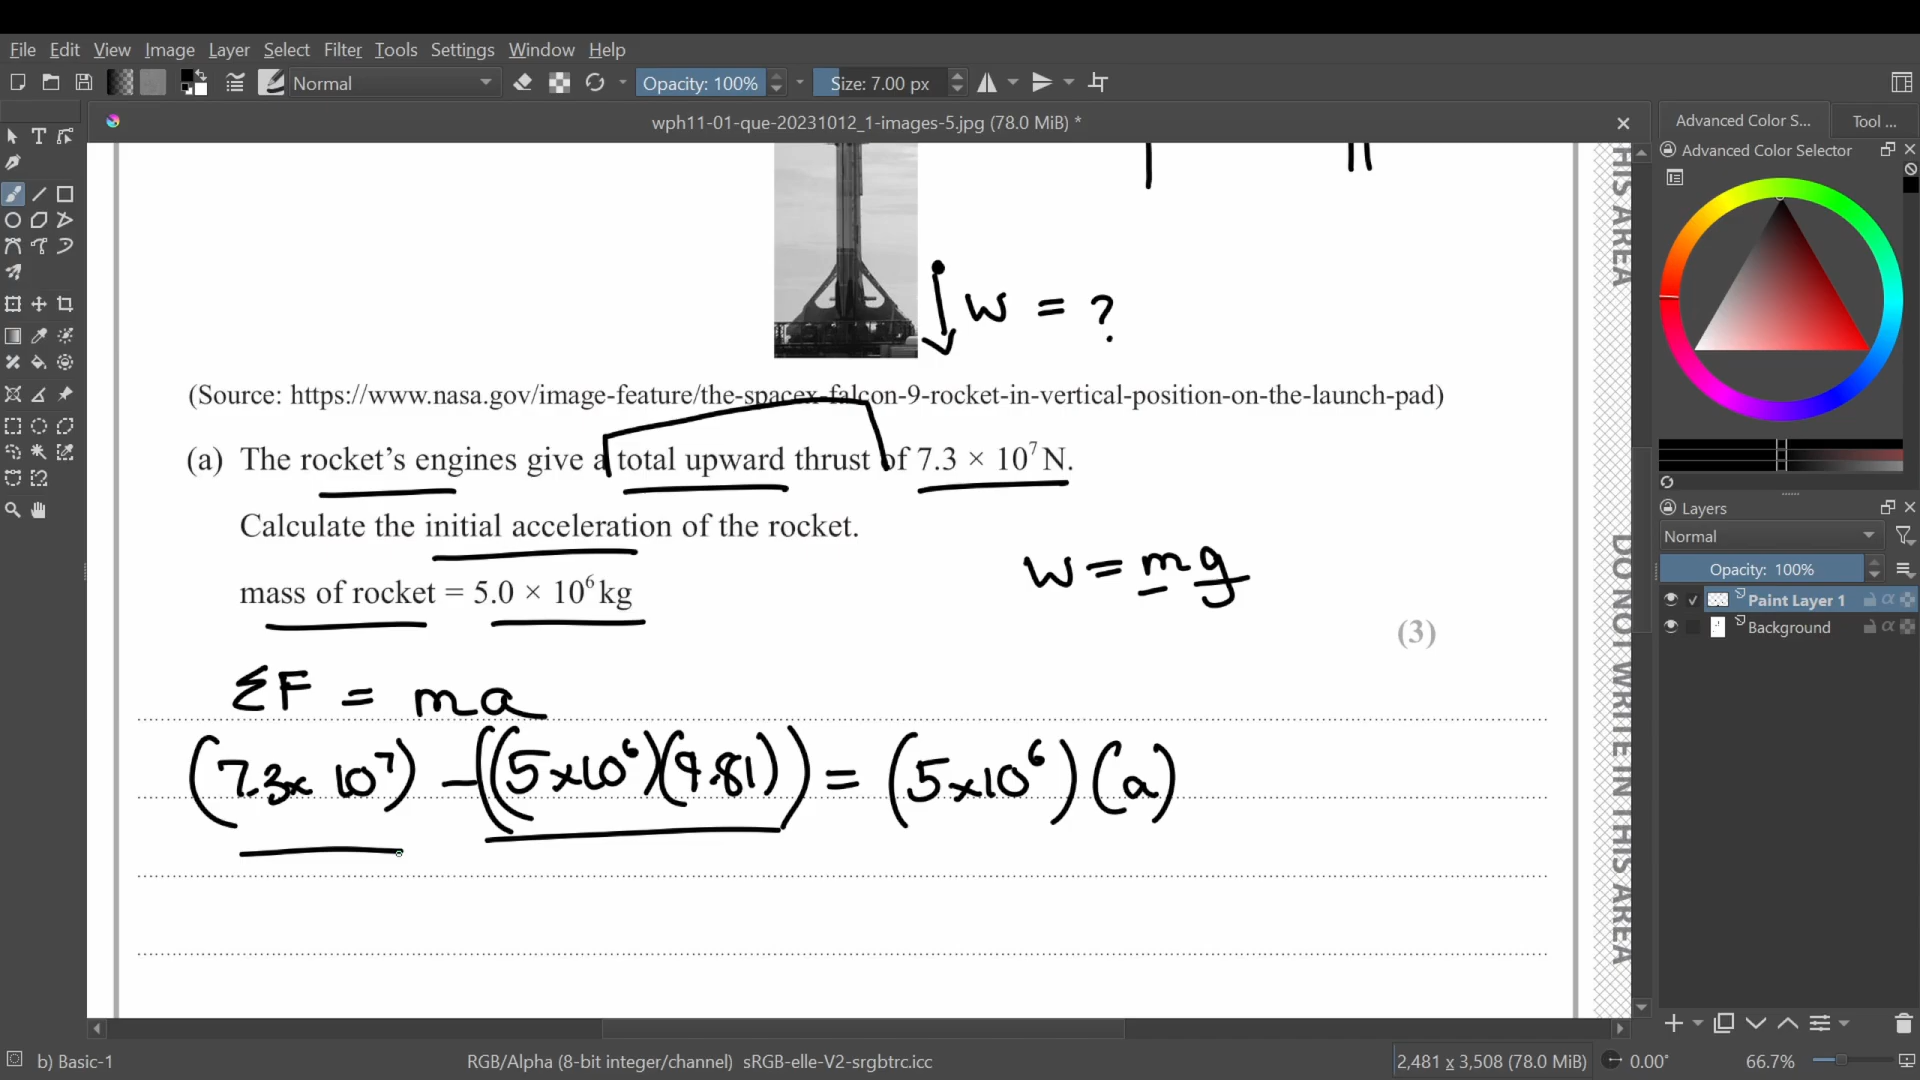 File Edit View Image Layer Select Filter Tools Settings Window Help
Normal Opacity: 100% Size: 7.00 px
wph11-01-que-20231012_1-images-5.jpg (78.0 MiB) *
Advanced Color S... Tool ...
Advanced Color Selector
HIS AREA
W = ?
(Source: https://www.nasa.gov/image-feature/the-spacex-falcon-9-rocket-in-vertical-position-on-the-launch-pad)
(a) The rocket's engines give a total upward thrust of 7.3 × 10⁷ N.
Calculate the initial acceleration of the rocket.
W = mg
mass of rocket = 5.0 × 10⁶ kg
(3)
ΣF = ma
(7.3x 10⁷) - ((5x10⁶)(9.81)) = (5x10⁶)(a)
DO NOT WRITE IN THIS AREA
Layers
Normal
Opacity: 100%
Paint Layer 1
Background
b) Basic-1
RGB/Alpha (8-bit integer/channel) sRGB-elle-V2-srgbtrc.icc
2,481 x 3,508 (78.0 MiB)
0.00°
66.7%